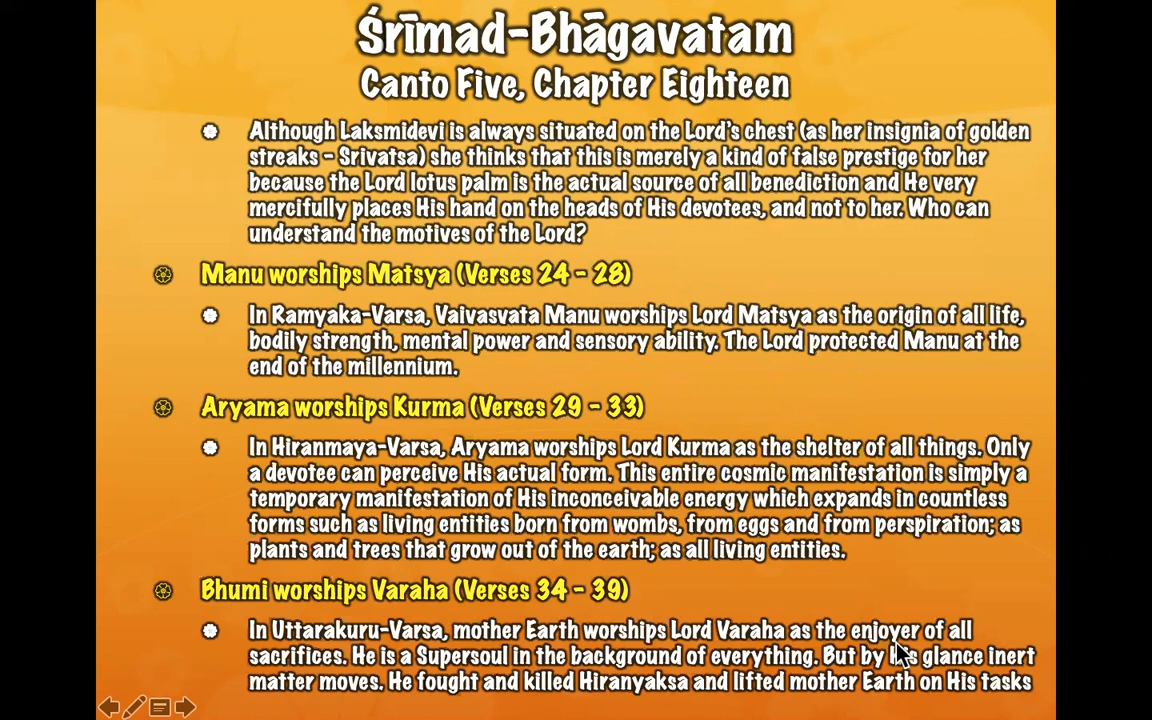 Śrīmad-Bhāgavatam
Canto Five, Chapter Eighteen
Although Laksmidevi is always situated on the Lord's chest (as her insignia of golden
streaks - Srivatsa) she thinks that this is merely a kind of false prestige for her
because the Lord lotus palm is the actual source of all benediction and He very
mercifully places His hand on the heads of His devotees, and not to her. Who can
understand the motives of the Lord?
Manu worships Matsya (Verses 24 - 28)
In Ramyaka-Varsa, Vaivasvata Manu worships Lord Matsya as the origin of all life,
bodily strength, mental power and sensory ability. The Lord protected Manu at the
end of the millennium.
Aryama worships Kurma (Verses 29 - 33)
In Hiranmaya-Varsa, Aryama worships Lord Kurma as the shelter of all things. Only
a devotee can perceive His actual form. This entire cosmic manifestation is simply a
temporary manifestation of His inconceivable energy which expands in countless
forms such as living entities born from wombs, from eggs and from perspiration; as
plants and trees that grow out of the earth; as all living entities.
Bhumi worships Varaha (Verses 34 - 39)
In Uttarakuru-Varsa, mother Earth worships Lord Varaha as the enjoyer of all
sacrifices. He is a Supersoul in the background of everything. But by His glance inert
matter moves. He fought and killed Hiranyaksa and lifted mother Earth on His tasks